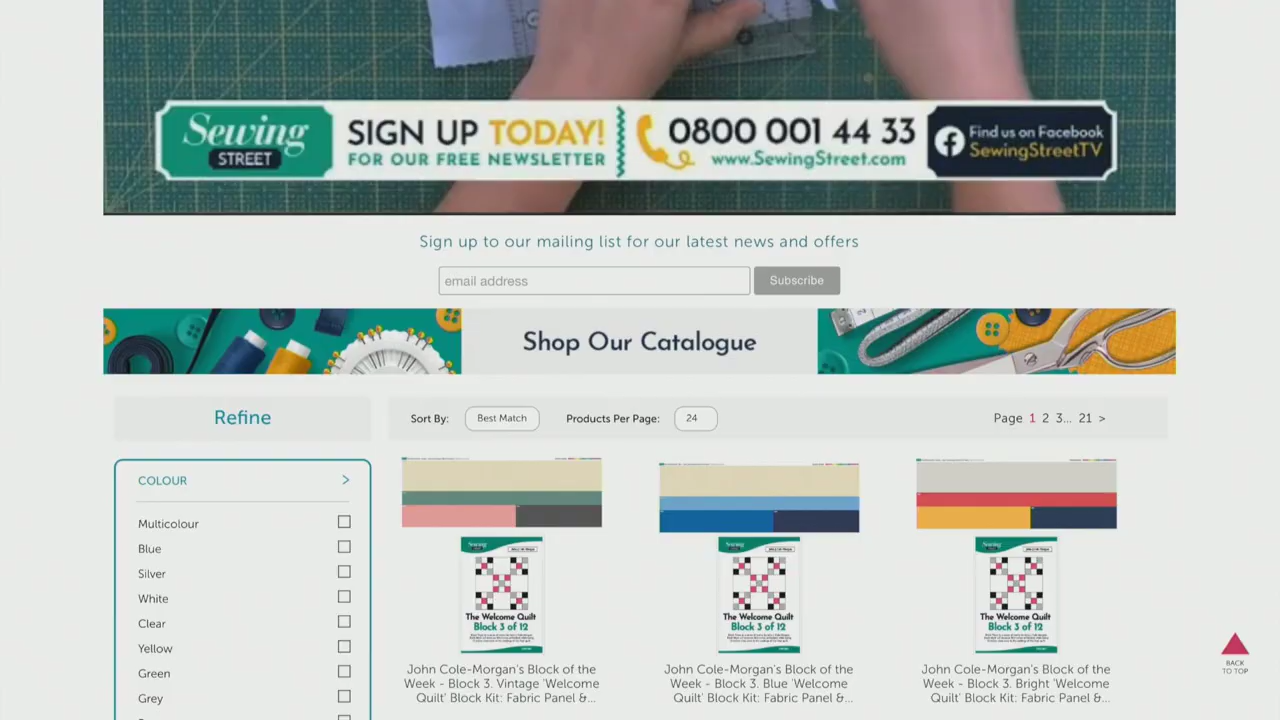 Sewing
STREET
SIGN UP TODAY!
FOR OUR FREE NEWSLETTER
0800 001 44 33
www.SewingStreet.com
Find us on Facebook
SewingStreetTV
Sign up to our mailing list for our latest news and offers
email address
Subscribe
Shop Our Catalogue
Refine
Sort By: Best Match Products Per Page: 24
Page 1 2 3... 21 >
COLOUR >
Multicolour
Blue
Silver
White
Clear
Yellow
Green
Grey
Sewing
The Welcome Quilt
Block 3 of 12
John Cole-Morgan's Block of the
Week - Block 3. Vintage 'Welcome
Quilt' Block Kit: Fabric Panel &...
Sewing
The Welcome Quilt
Block 3 of 12
John Cole-Morgan's Block of the
Week - Block 3. Blue 'Welcome
Quilt' Block Kit: Fabric Panel &...
Sewing
The Welcome Quilt
Block 3 of 12
John Cole-Morgan's Block of the
Week - Block 3. Bright 'Welcome
Quilt' Block Kit: Fabric Panel &...
BACK
TO TOP